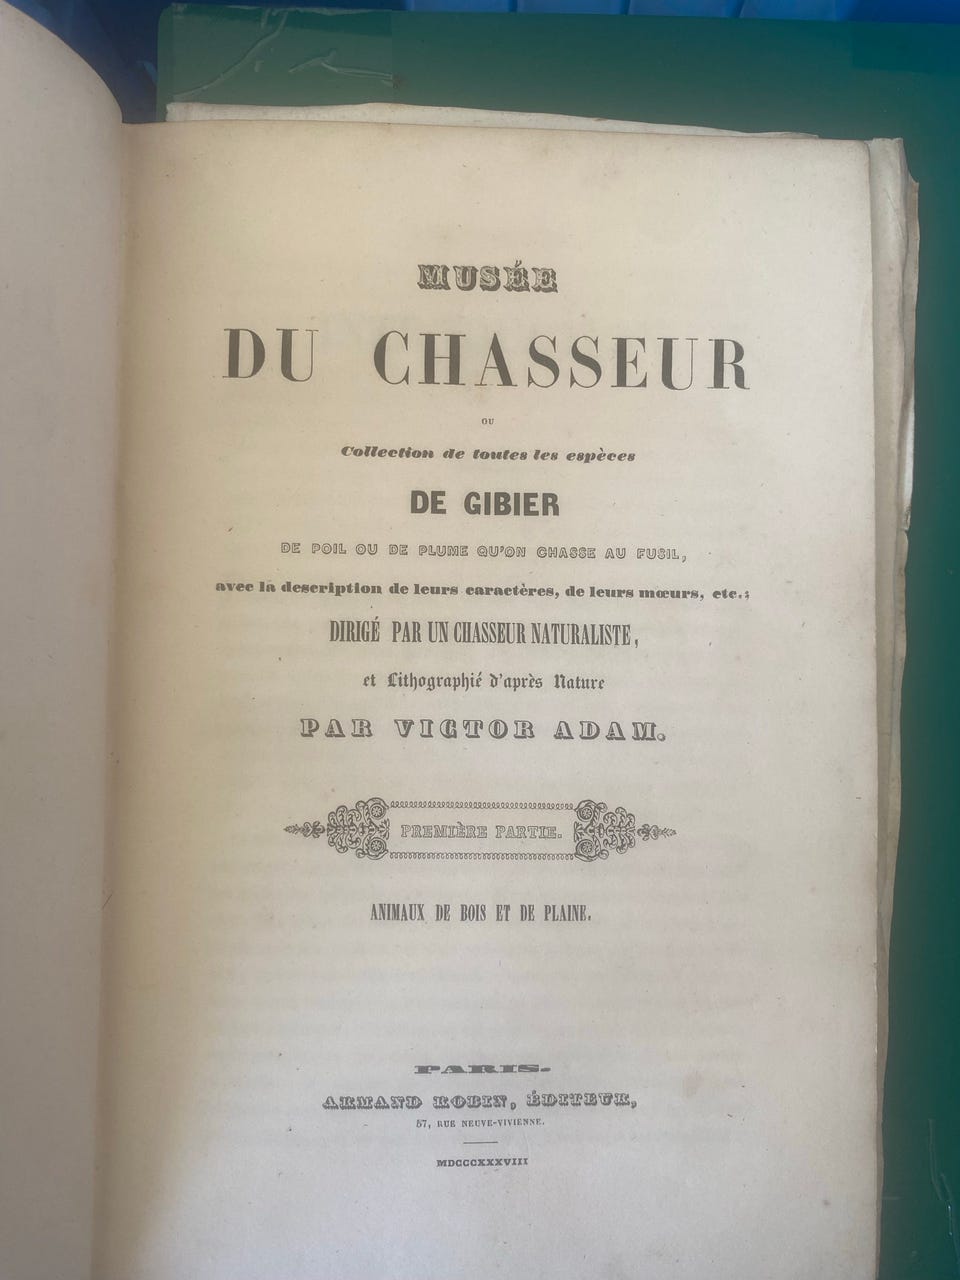 MUSÉE
DU CHASSEUR
OU
Collection de toutes les espèces
DE GIBIER
DE POIL OU DE PLUME QU'ON CHASSE AU FUSIL,
avec la description de leurs caractères, de leurs mœurs, etc.;
DIRIGÉ PAR UN CHASSEUR NATURALISTE,
et Lithographié d'après Nature
PAR VICTOR ADAM.
PREMIÈRE PARTIE.
ANIMAUX DE BOIS ET DE PLAINE.
PARIS.
ARMAND ROBIN, ÉDITEUR,
57, RUE NEUVE-VIVIENNE.
MDCCCXXXVIII